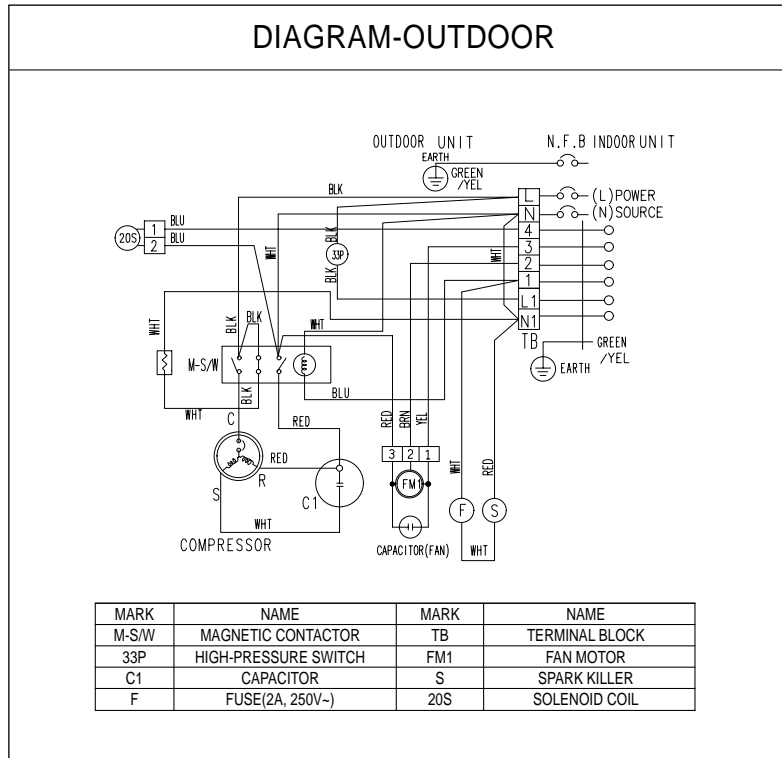 DIAGRAM-OUTDOOR
OUTDOOR UNIT
N.F.B INDOOR UNIT
EARTH
GREEN
/YEL
BLK
L
(L)POWER
N
(N)SOURCE
BLU
1
20S
2
BLU
4
3
2
1
L1
N1
TB
WHT
BLK
33P
BLK
WHT
GREEN
/YEL
EARTH
WHT
BLK
BLK
WHT
M-S/W
BLK
BLU
WHT
C
RED
RED
BRN
YEL
3 2 1
RED
S
R
C1
FM1
WHT
RED
F
S
WHT
COMPRESSOR
CAPACITOR(FAN)
WHT
MARK NAME MARK NAME
M-S/W MAGNETIC CONTACTOR TB TERMINAL BLOCK
33P HIGH-PRESSURE SWITCH FM1 FAN MOTOR
C1 CAPACITOR S SPARK KILLER
F FUSE(2A, 250V~) 20S SOLENOID COIL